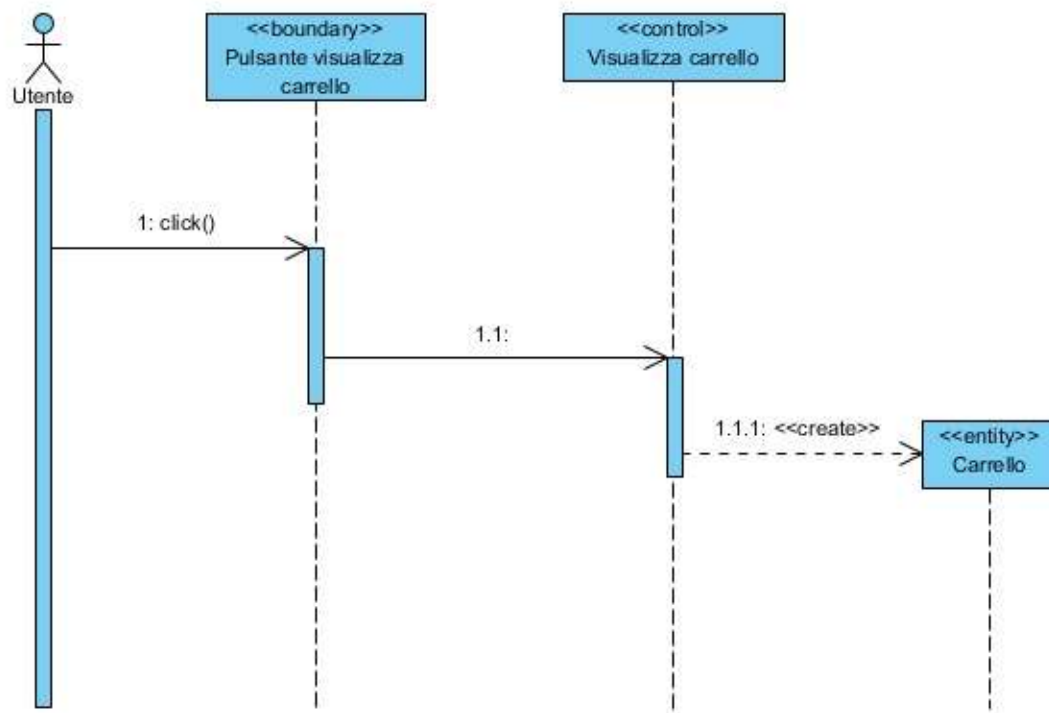 <<boundary>>
Pulsante visualizza
carrello
<<control>>
Visualizza carrello
Utente
1: click()
1.1:
1.1.1: <<create>>
<<entity>>
Carrello